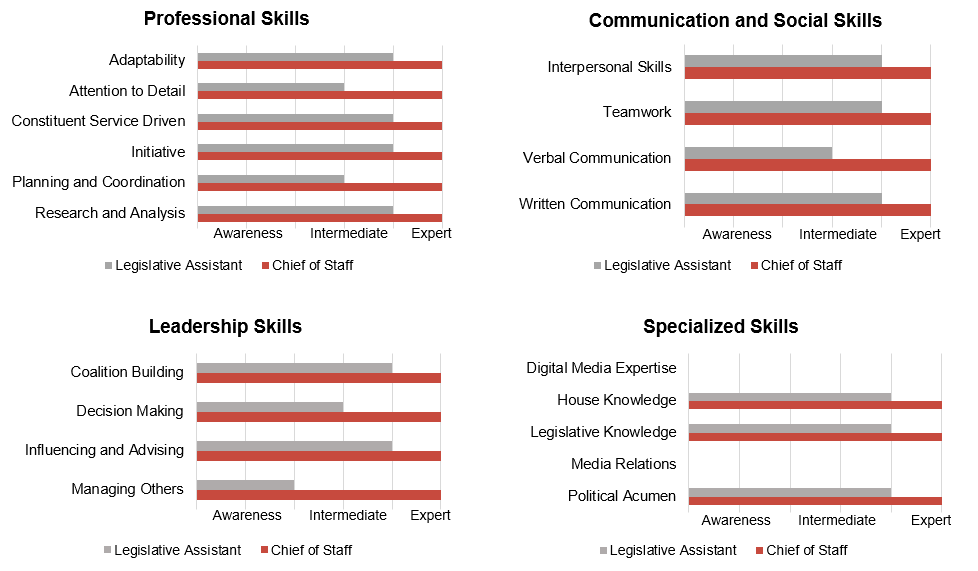 Professional Skills
Adaptability
Attention to Detail
Constituent Service Driven
Initiative
Planning and Coordination
Research and Analysis
Awareness Intermediate Expert
Legislative Assistant Chief of Staff
Communication and Social Skills
Interpersonal Skills
Teamwork
Verbal Communication
Written Communication
Awareness Intermediate Expert
Legislative Assistant Chief of Staff
Leadership Skills
Coalition Building
Decision Making
Influencing and Advising
Managing Others
Awareness Intermediate Expert
Legislative Assistant Chief of Staff
Specialized Skills
Digital Media Expertise
House Knowledge
Legislative Knowledge
Media Relations
Political Acumen
Awareness Intermediate Expert
Legislative Assistant Chief of Staff